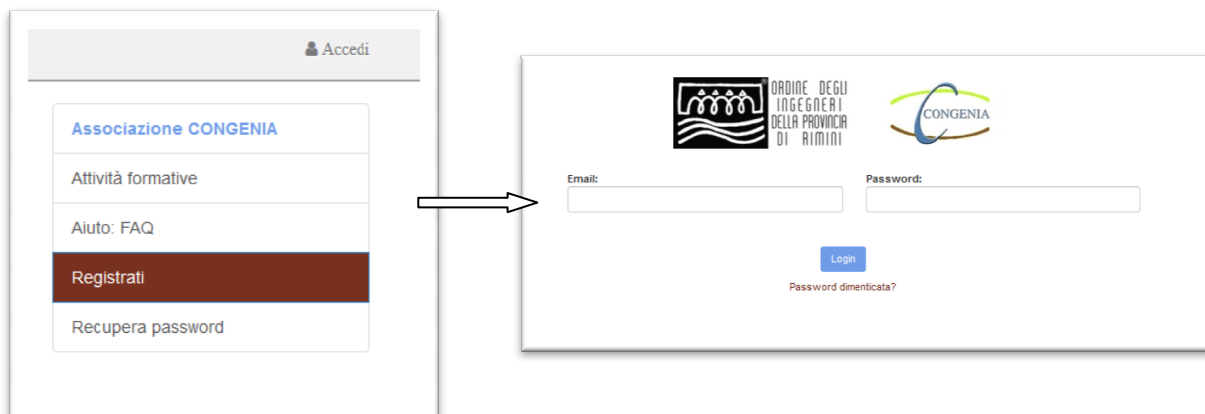 Accedi
Associazione CONGENIA
Attività formative
Aiuto: FAQ
Registrati
Recupera password
ORDINE DEGLI
INGEGNERI
DELLA PROVINCIA
DI RIMINI
CONGENIA
Email:
Password:
Login
Password dimenticata?